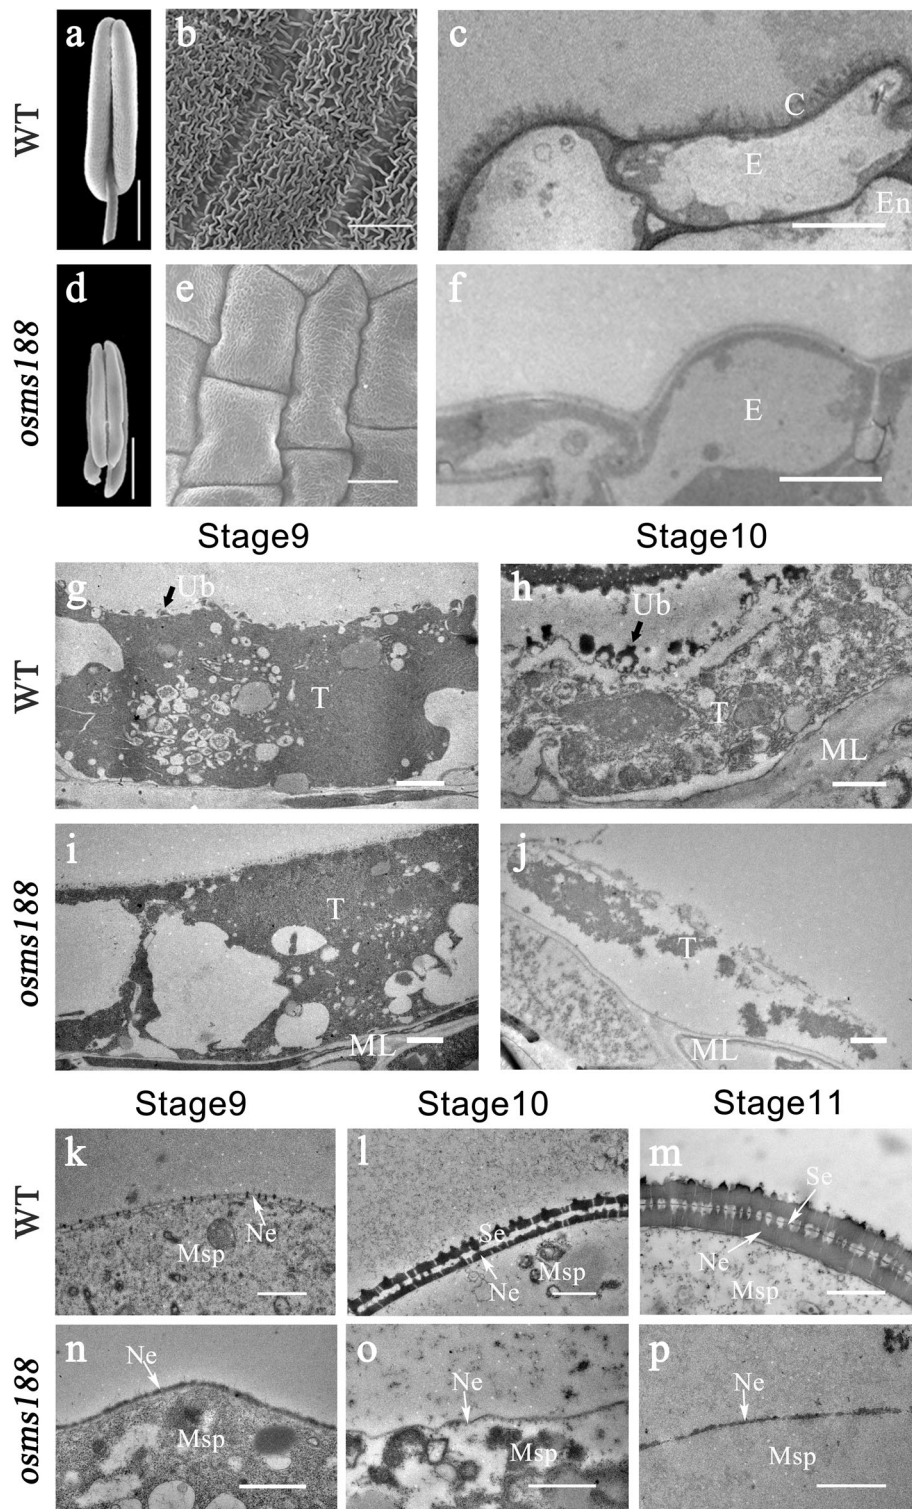 WT
a
b
c
C
E
En
osms188
d
e
f
E
Stage9
Stage10
WT
g
Ub
T
h
Ub
T
ML
osms188
i
T
ML
j
T
ML
Stage9
Stage10
Stage11
WT
k
Ne
Msp
l
Se
Ne
Msp
m
Se
Ne
Msp
osms188
n
Ne
Msp
o
Ne
Msp
p
Ne
Msp